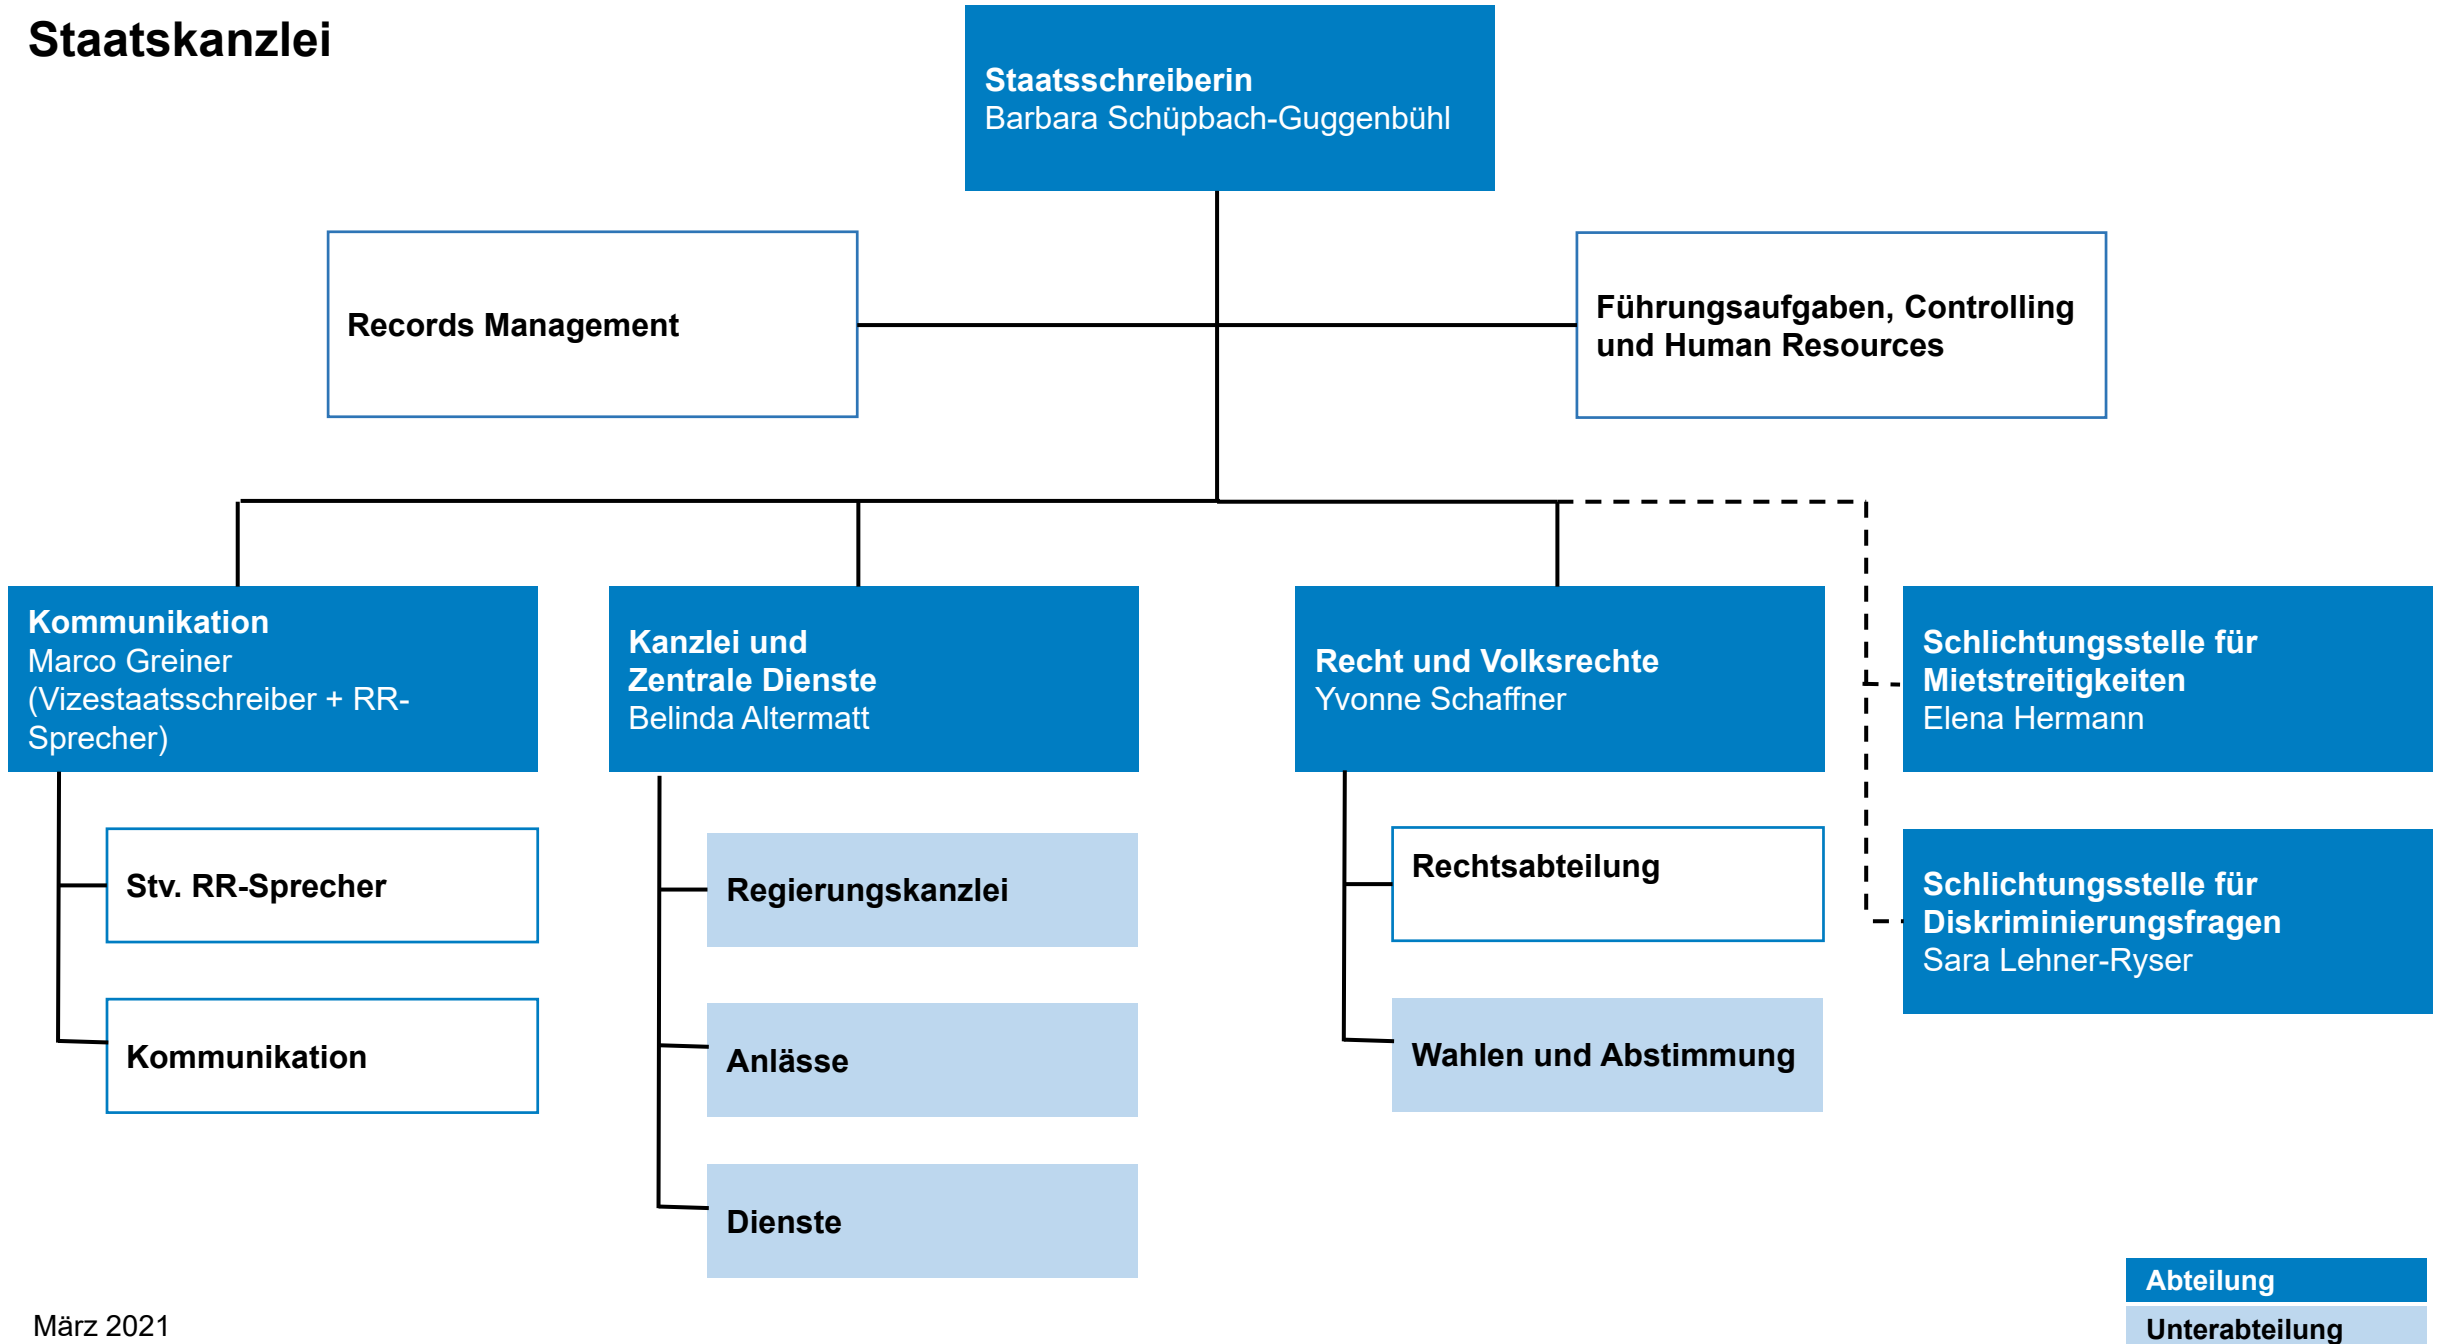 Staatskanzlei
Staatsschreiberin
Barbara Schüpbach-Guggenbühl
Records Management
Führungsaufgaben, Controlling
und Human Resources
Kommunikation
Marco Greiner
(Vizestaatsschreiber + RR-
Sprecher)
Kanzlei und
Zentrale Dienste
Belinda Altermatt
Recht und Volksrechte
Yvonne Schaffner
Schlichtungsstelle für
Mietstreitigkeiten
Elena Hermann
Stv. RR-Sprecher
Regierungskanzlei
Rechtsabteilung
Schlichtungsstelle für
Diskriminierungsfragen
Sara Lehner-Ryser
Kommunikation
Anlässe
Wahlen und Abstimmung
Dienste
Abteilung
Unterabteilung
März 2021